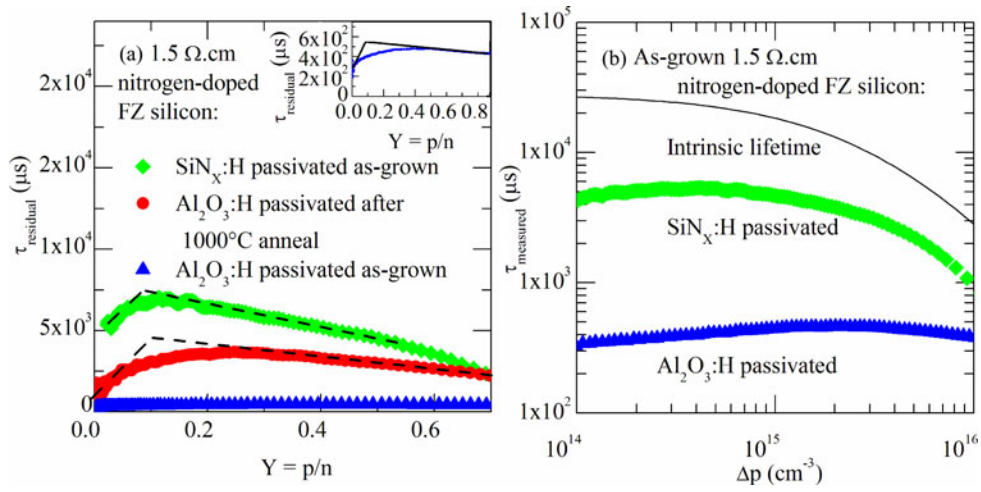 (a) 1.5 Ω.cm
nitrogen-doped
FZ silicon:
2x10⁴
2x10⁴
1x10⁴
5x10³
0
τresidual (μs)
0.0 0.2 0.4 0.6
Y = p/n
6x10²
4x10²
2x10²
0
τresidual (μs)
0.0 0.2 0.4 0.6 0.8
Y = p/n
SiNX:H passivated as-grown
Al₂O₃:H passivated after
1000°C anneal
Al₂O₃:H passivated as-grown
(b) As-grown 1.5 Ω.cm
nitrogen-doped FZ silicon:
Intrinsic lifetime
SiNX:H passivated
Al₂O₃:H passivated
1x10⁵
1x10⁴
1x10³
1x10²
τmeasured (μs)
10¹⁴ 10¹⁵ 10¹⁶
Δp (cm⁻³)